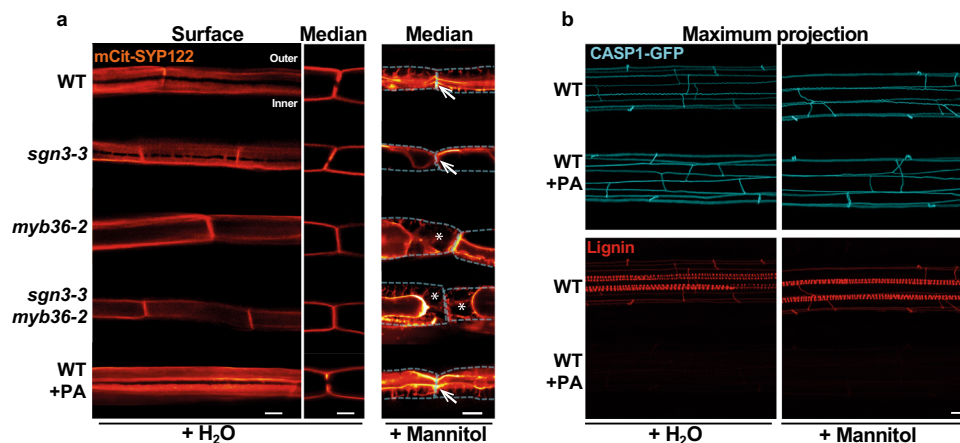 a
Surface
Median
Median
mCit-SYP122
Outer
Inner
WT
sgn3-3
myb36-2
*
sgn3-3
myb36-2
* *
WT
+PA
+ H₂O
+ Mannitol
b
Maximum projection
CASP1-GFP
WT
WT
+PA
Lignin
WT
WT
+PA
+ H₂O
+ Mannitol